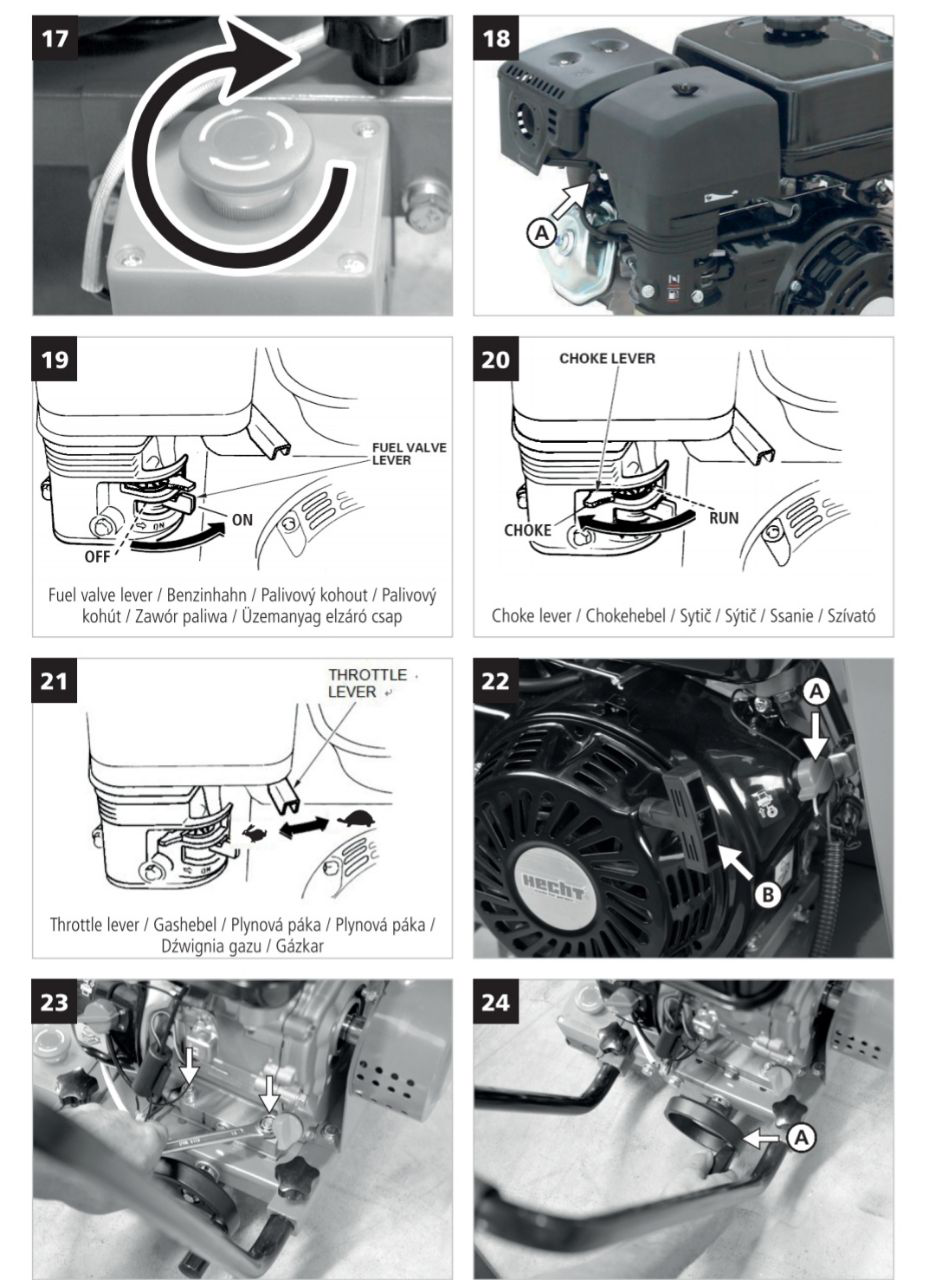 17
18
A
19
FUEL VALVE
LEVER
ON
OFF
ON
Fuel valve lever / Benzinhahn / Palivový kohout / Palivový
kohút / Zawór paliwa / Üzemanyag elzáró csap
20
CHOKE LEVER
CHOKE
RUN
Choke lever / Chokehebel / Sytič / Sýtič / Ssanie / Szívató
21
THROTTLE
LEVER
ON
Throttle lever / Gashebel / Plynová páka / Plynová páka /
Dźwignia gazu / Gázkar
22
A
HECHT
B
23
24
A